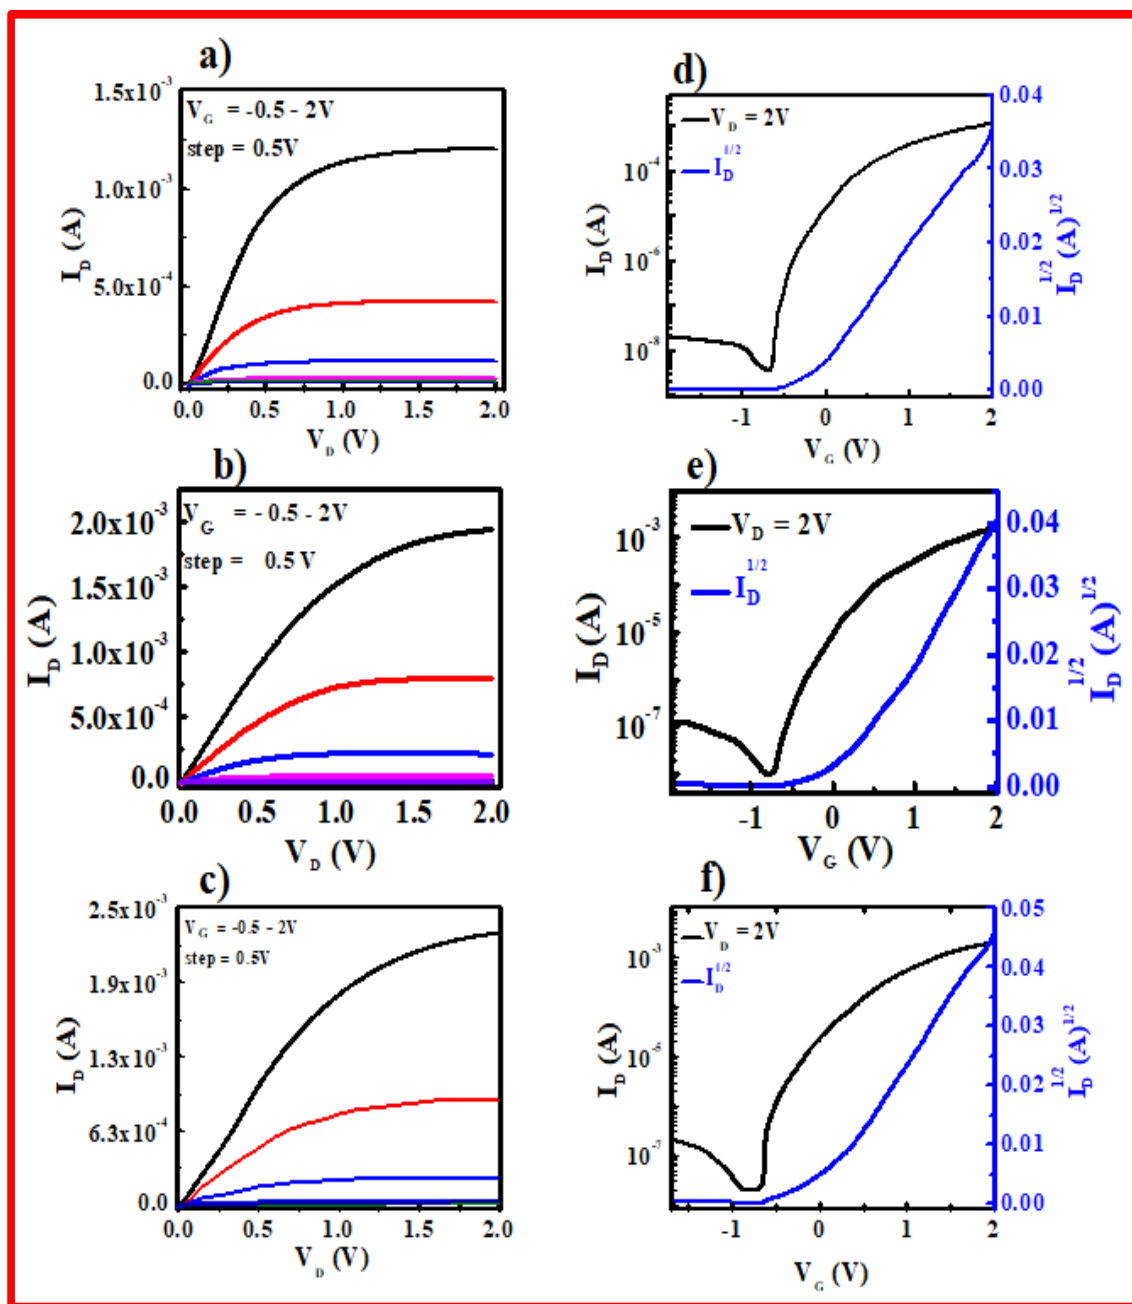 a)
1.5x10⁻³
1.0x10⁻³
5.0x10⁻⁴
0.0
I_D (A)
V_G = -0.5 - 2V
step = 0.5V
0.0 0.5 1.0 1.5 2.0
V_D (V)
d)
10⁻⁴
10⁻⁶
10⁻⁸
I_D (A)
V_D = 2V
I_D^1/2
0.04
0.03
0.02
0.01
0.00
I_D^1/2 (A)^1/2
-1 0 1 2
V_G (V)
b)
2.0x10⁻³
1.5x10⁻³
1.0x10⁻³
5.0x10⁻⁴
0.0
I_D (A)
V_G = - 0.5 - 2V
step = 0.5 V
0.0 0.5 1.0 1.5 2.0
V_D (V)
e)
10⁻³
10⁻⁵
10⁻⁷
I_D (A)
V_D = 2V
I_D^1/2
0.04
0.03
0.02
0.01
0.00
I_D^1/2 (A)^1/2
-1 0 1 2
V_G (V)
c)
2.5x10⁻³
1.9x10⁻³
1.3x10⁻³
6.3x10⁻⁴
0.0
I_D (A)
V_G = -0.5 - 2V
step = 0.5V
0.0 0.5 1.0 1.5 2.0
V_D (V)
f)
10⁻³
10⁻⁵
10⁻⁷
I_D (A)
V_D = 2V
I_D^1/2
0.05
0.04
0.03
0.02
0.01
0.00
I_D^1/2 (A)^1/2
-1 0 1 2
V_G (V)